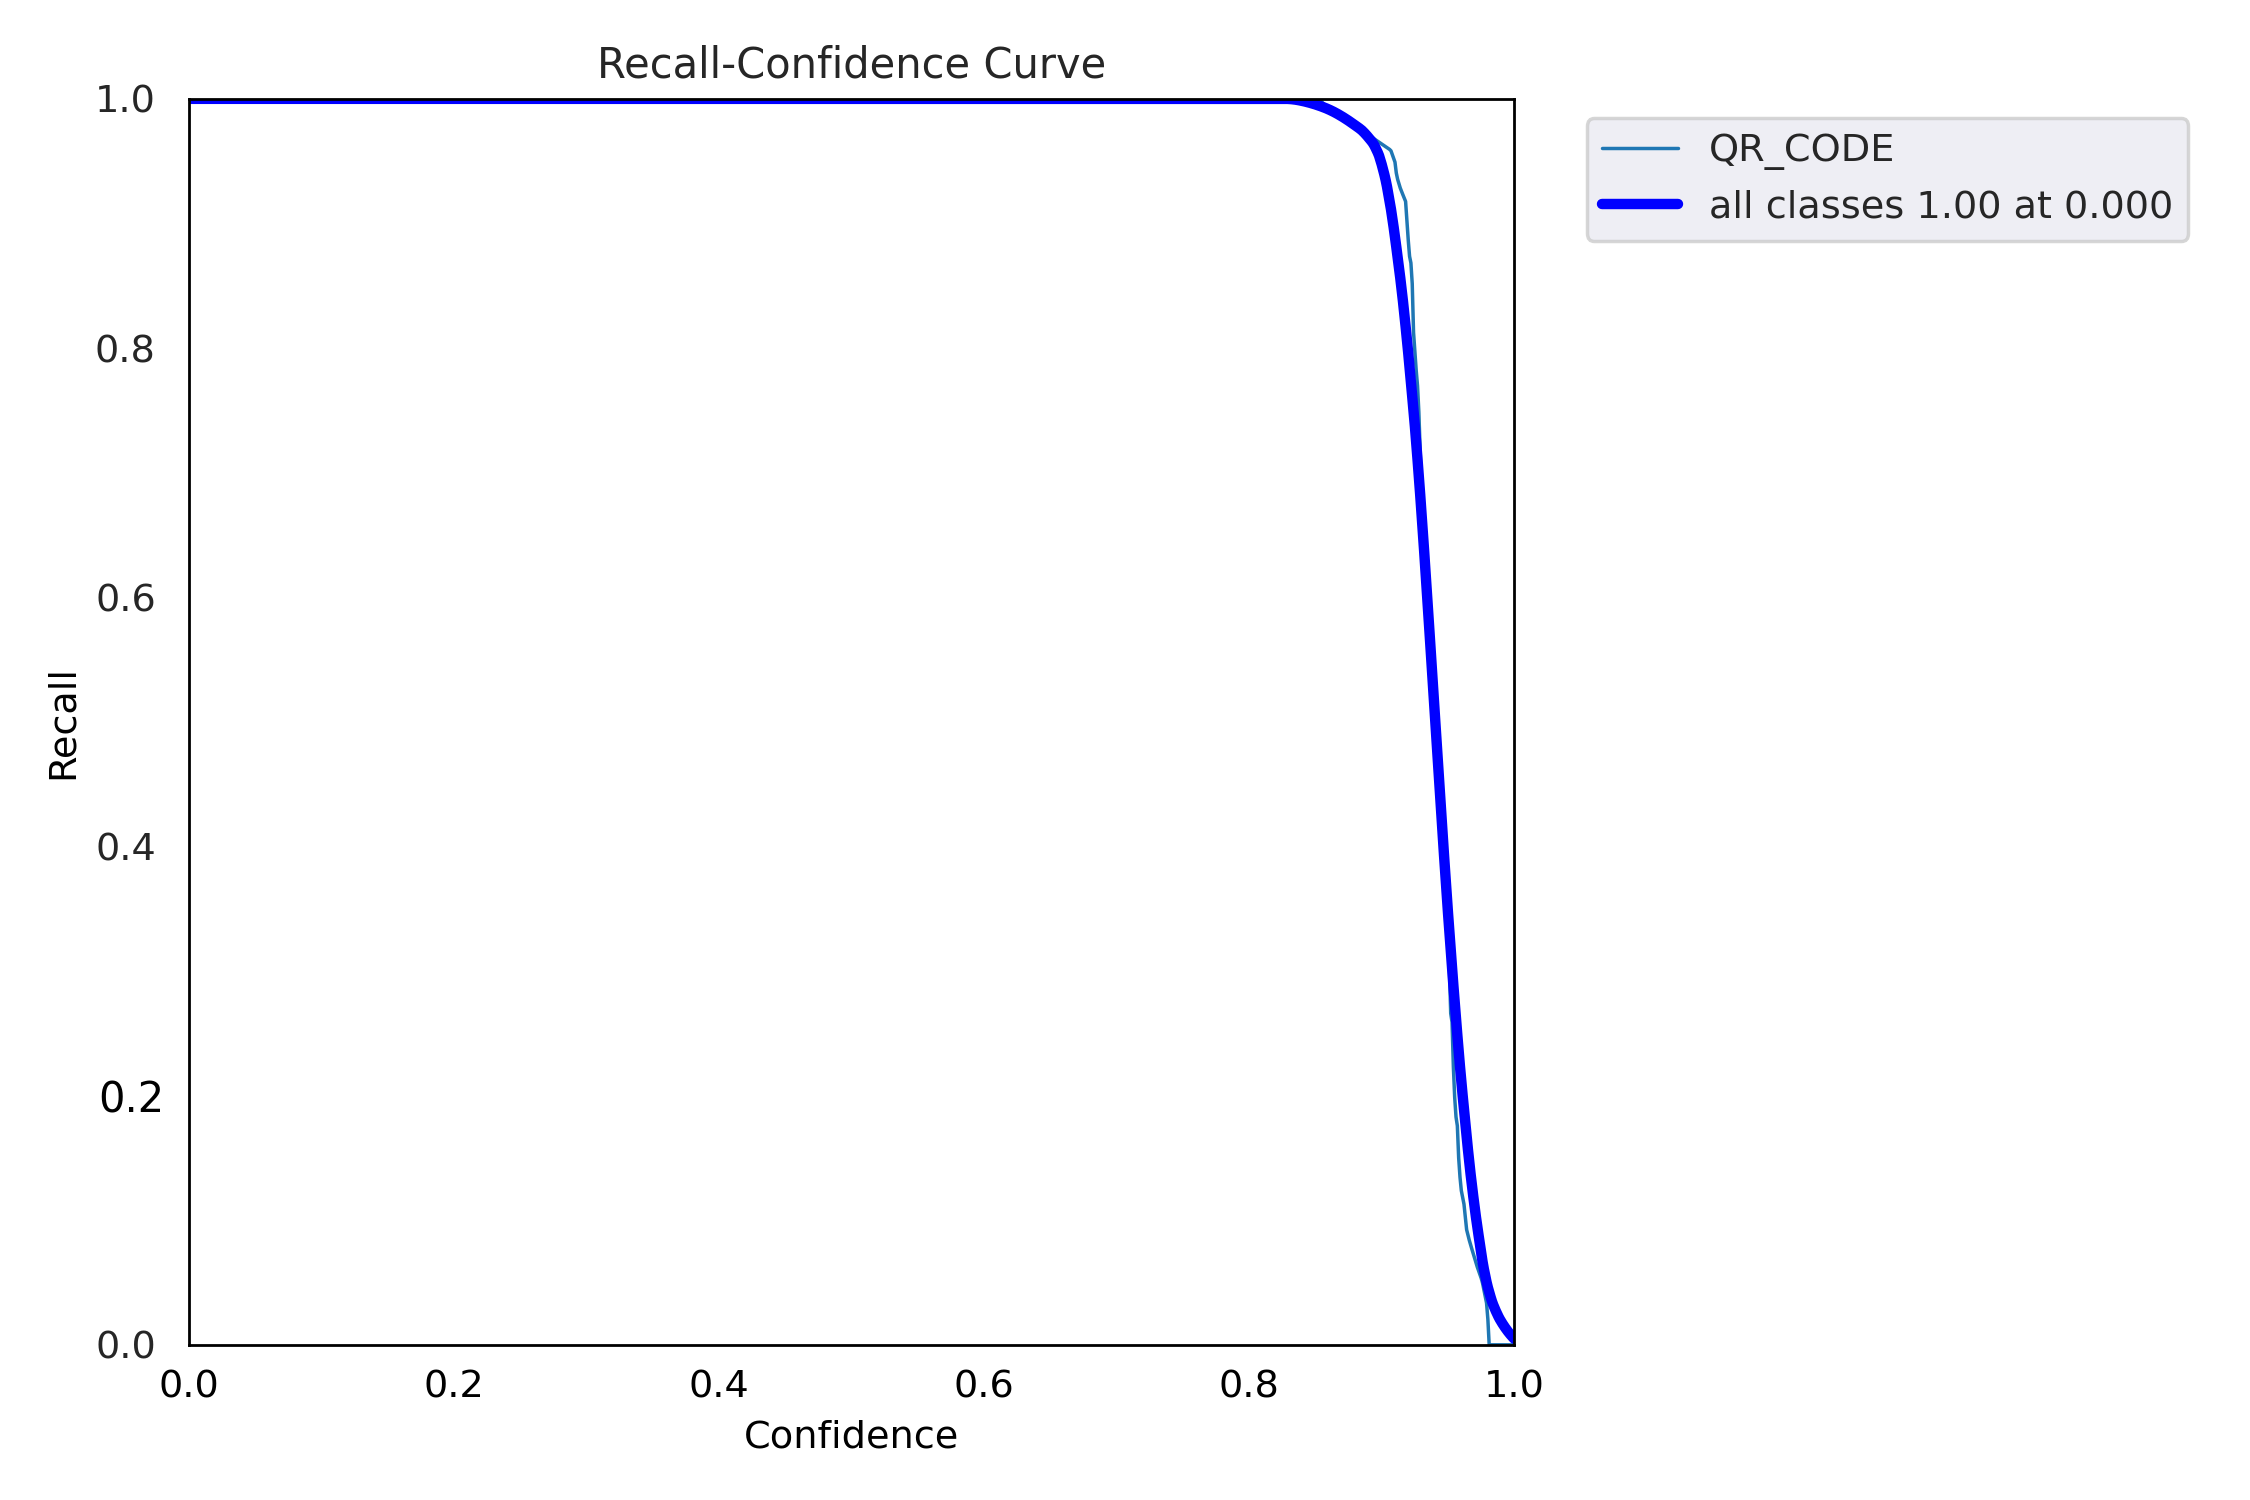 Recall-Confidence Curve
1.0
0.8
0.6
0.4
0.2
0.0
Recall
0.0 0.2 0.4 0.6 0.8 1.0
Confidence
QR_CODE
all classes 1.00 at 0.000